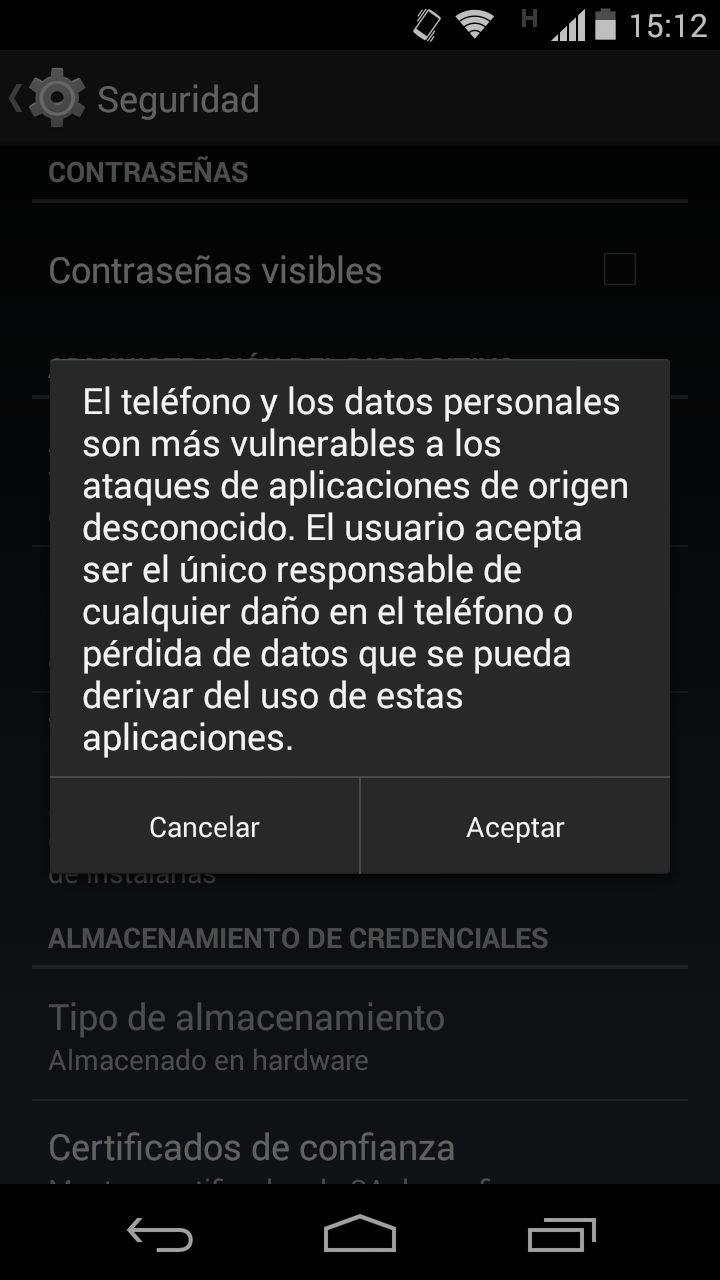 H 15:12
Seguridad
CONTRASEÑAS
Contraseñas visibles
El teléfono y los datos personales
son más vulnerables a los
ataques de aplicaciones de origen
desconocido. El usuario acepta
ser el único responsable de
cualquier daño en el teléfono o
pérdida de datos que se pueda
derivar del uso de estas
aplicaciones.
Cancelar Aceptar
de instalarlas
ALMACENAMIENTO DE CREDENCIALES
Tipo de almacenamiento
Almacenado en hardware
Certificados de confianza